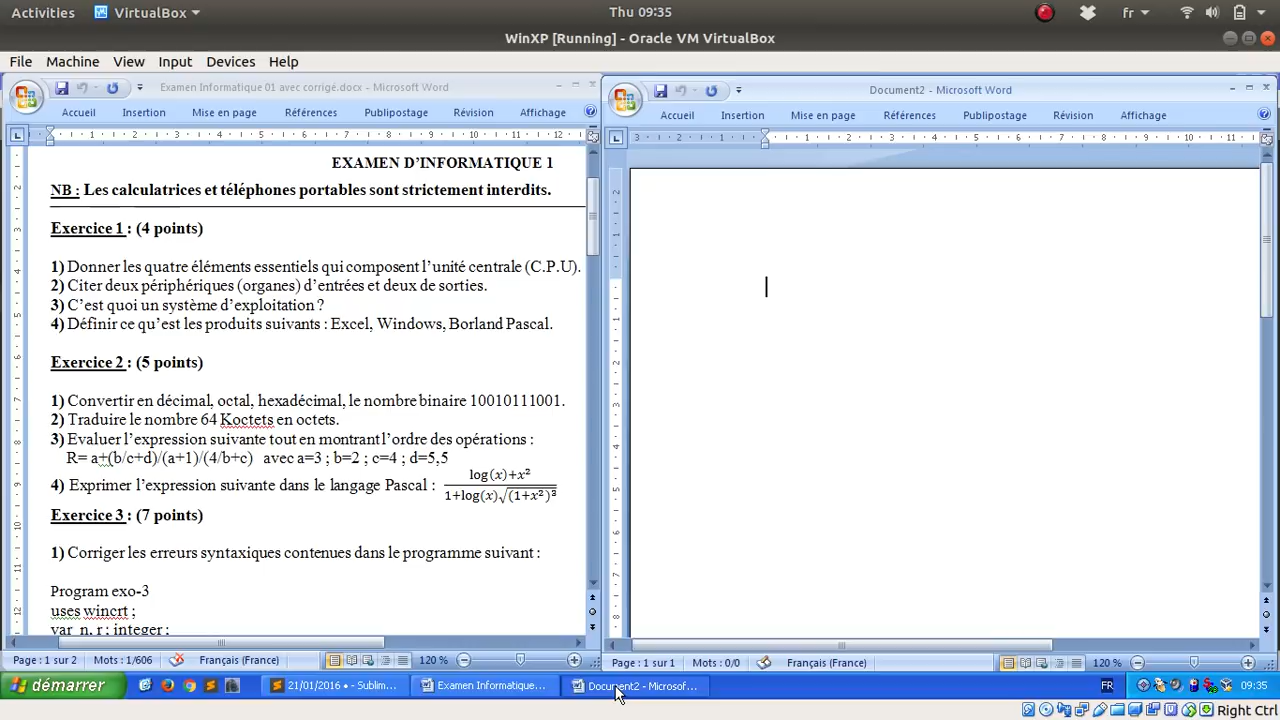 Activities VirtualBox Thu 09:35 fr
WinXP [Running] - Oracle VM VirtualBox
File Machine View Input Devices Help
Examen Informatique 01 avec corrigé.docx - Microsoft Word
Accueil Insertion Mise en page Références Publipostage Révision Affichage
EXAMEN D'INFORMATIQUE 1
NB : Les calculatrices et téléphones portables sont strictement interdits.
Exercice 1 : (4 points)
1) Donner les quatre éléments essentiels qui composent l'unité centrale (C.P.U).
2) Citer deux périphériques (organes) d'entrées et deux de sorties.
3) C'est quoi un système d'exploitation ?
4) Définir ce qu'est les produits suivants : Excel, Windows, Borland Pascal.
Exercice 2 : (5 points)
1) Convertir en décimal, octal, hexadécimal, le nombre binaire 10010111001.
2) Traduire le nombre 64 Koctets en octets.
3) Evaluer l'expression suivante tout en montrant l'ordre des opérations :
R= a+(b/c+d)/(a+1)/(4/b+c) avec a=3 ; b=2 ; c=4 ; d=5,5
4) Exprimer l'expression suivante dans le langage Pascal : log(x)+x²
1+log(x)√(1+x²)³
Exercice 3 : (7 points)
1) Corriger les erreurs syntaxiques contenues dans le programme suivant :
Program exo-3
uses wincrt ;
var n, r : integer ;
Page : 1 sur 2 Mots : 1/606 Français (France) 120 %
Document2 - Microsoft Word
Accueil Insertion Mise en page Références Publipostage Révision Affichage
Page : 1 sur 1 Mots : 0/0 Français (France) 120 %
démarrer 21/01/2016 • - Sublim... Examen Informatique... Document2 - Microsof... FR 09:35
Right Ctrl